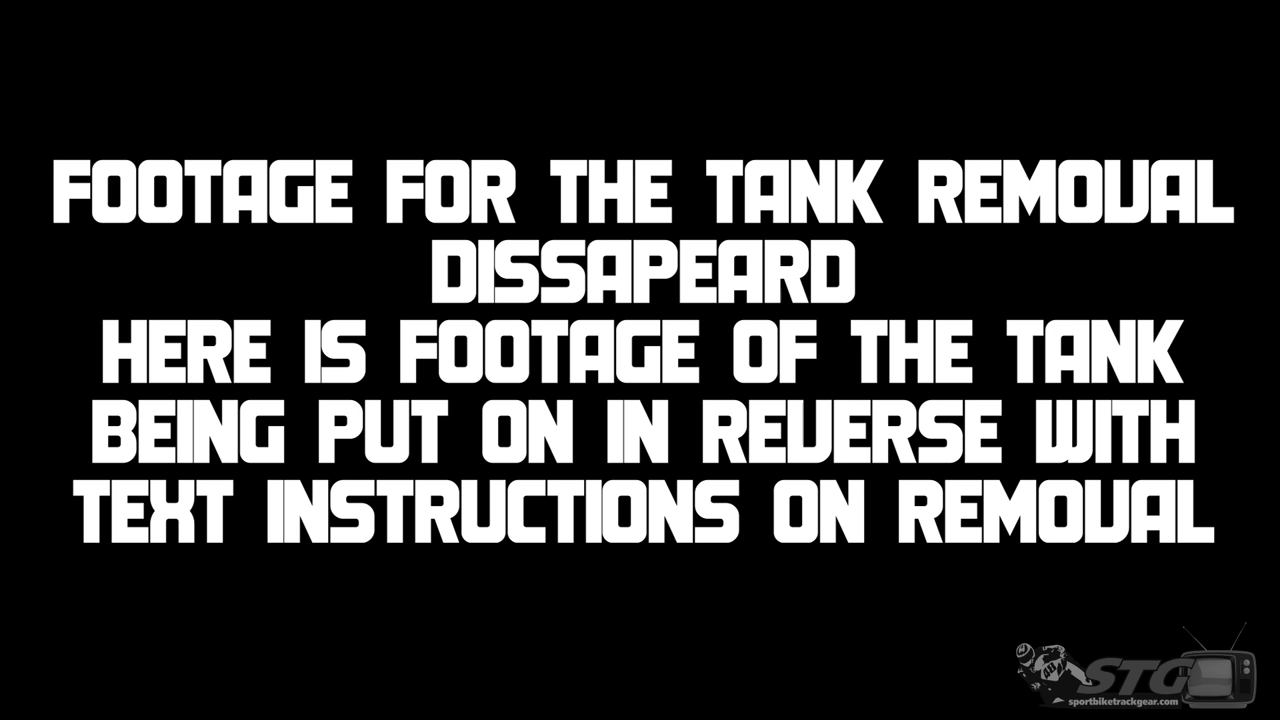 FOOTAGE FOR THE TANK REMOVAL
DISSAPEARD
HERE IS FOOTAGE OF THE TANK
BEING PUT ON IN REVERSE WITH
TEXT INSTRUCTIONS ON REMOVAL
STG
sportbiketrackgear.com